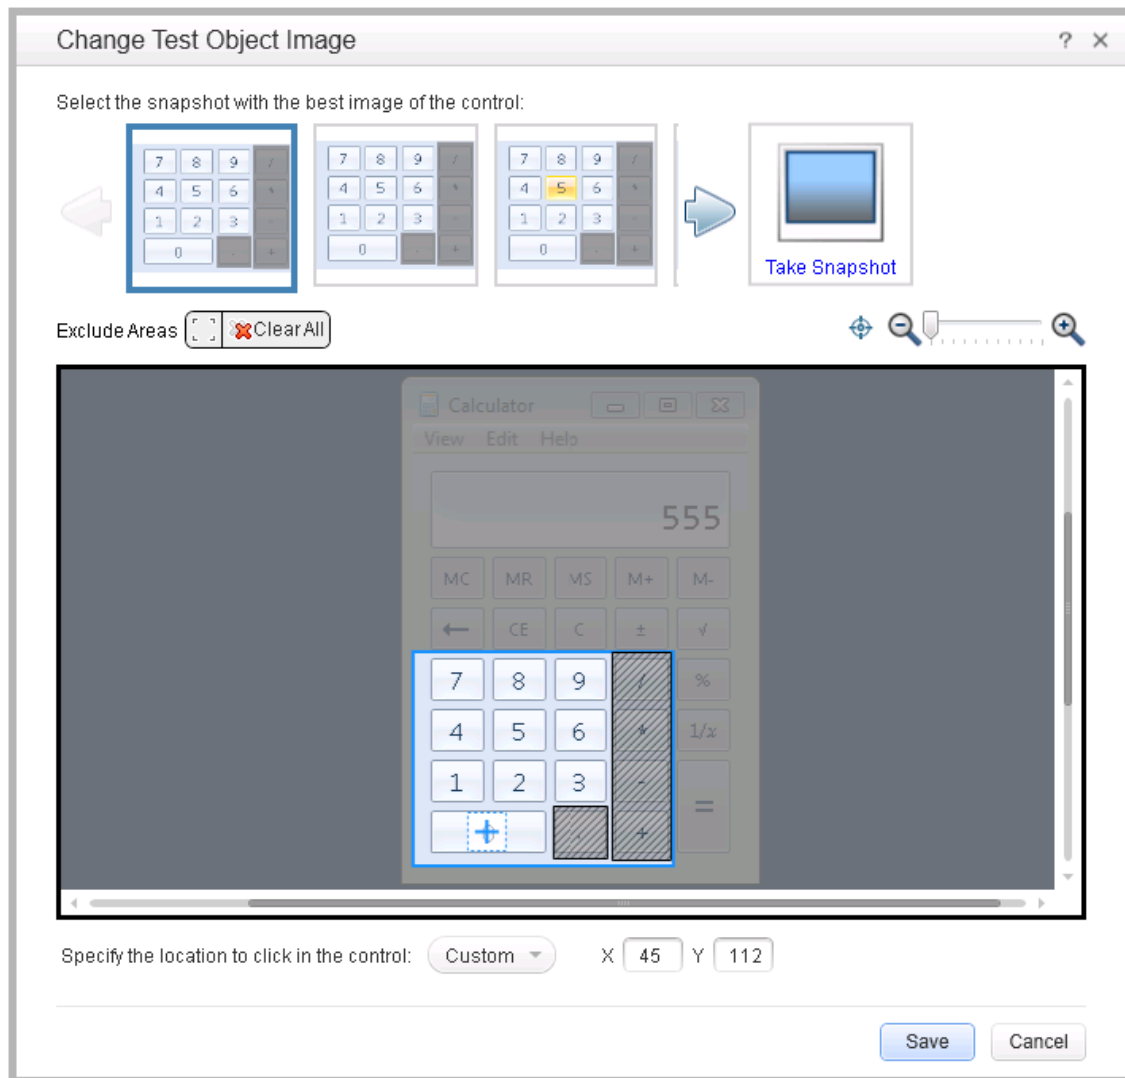 Change Test Object Image ?
Select the snapshot with the best image of the control:
7 8 9 / 7 8 9 / 7 8 9 /
4 5 6 * 4 5 6 * 4 5 6 *
1 2 3 - 1 2 3 - 1 2 3 -
0 . + 0 . + 0 . +
Take Snapshot
Exclude Areas Clear All
Calculator
View Edit Help
555
MC MR MS M+ M-
← CE C ± √
7 8 9 / %
4 5 6 * 1/x
1 2 3 - =
. +
Specify the location to click in the control: Custom X 45 Y 112
Save Cancel